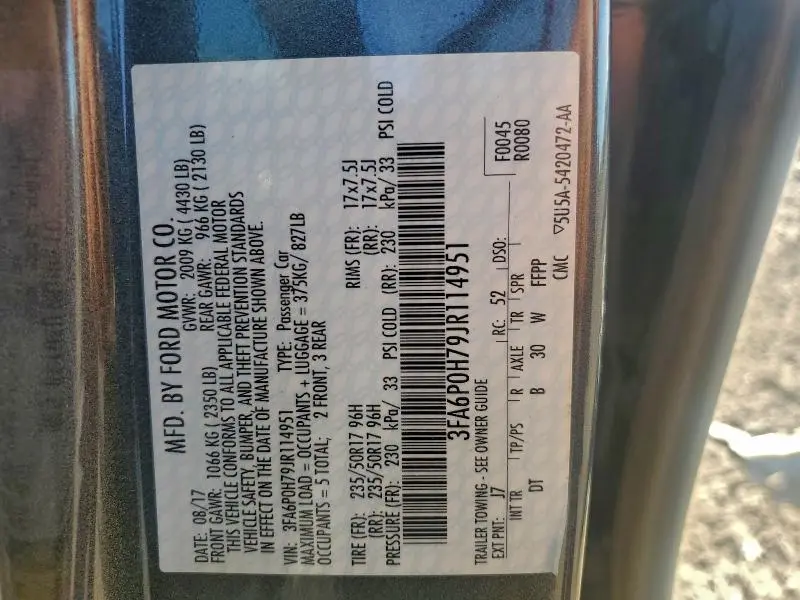 MFD. BY FORD MOTOR CO.
DATE: 08/17 GVWR: 2009 KG ( 4430 LB)
FRONT GAWR: 1066 KG ( 2350 LB) REAR GAWR: 966 KG ( 2130 LB)
THIS VEHICLE CONFORMS TO ALL APPLICABLE FEDERAL MOTOR
VEHICLE SAFETY, BUMPER, AND THEFT PREVENTION STANDARDS
IN EFFECT ON THE DATE OF MANUFACTURE SHOWN ABOVE.
VIN: 3FA6P0H79JR114951 TYPE: Passenger Car
MAXIMUM LOAD = OCCUPANTS + LUGGAGE = 375KG/ 827LB
OCCUPANTS = 5 TOTAL; 2 FRONT, 3 REAR
TIRE (FR): 235/50R17 96H RIMS (FR): 17x7.5J
(RR): 235/50R17 96H (RR): 17x7.5J
PRESSURE (FR): 230 kPa/ 33 PSI COLD (RR): 230 kPa/ 33 PSI COLD
3FA6P0H79JR114951
TRAILER TOWING - SEE OWNER GUIDE
F0045
EXT PNT: J7 RC: 52 DSO: R0080
INT TR TP/PS R AXLE TR SPR
DT B 30 W FFPP
CMC ▽5U5A-5420472-AA